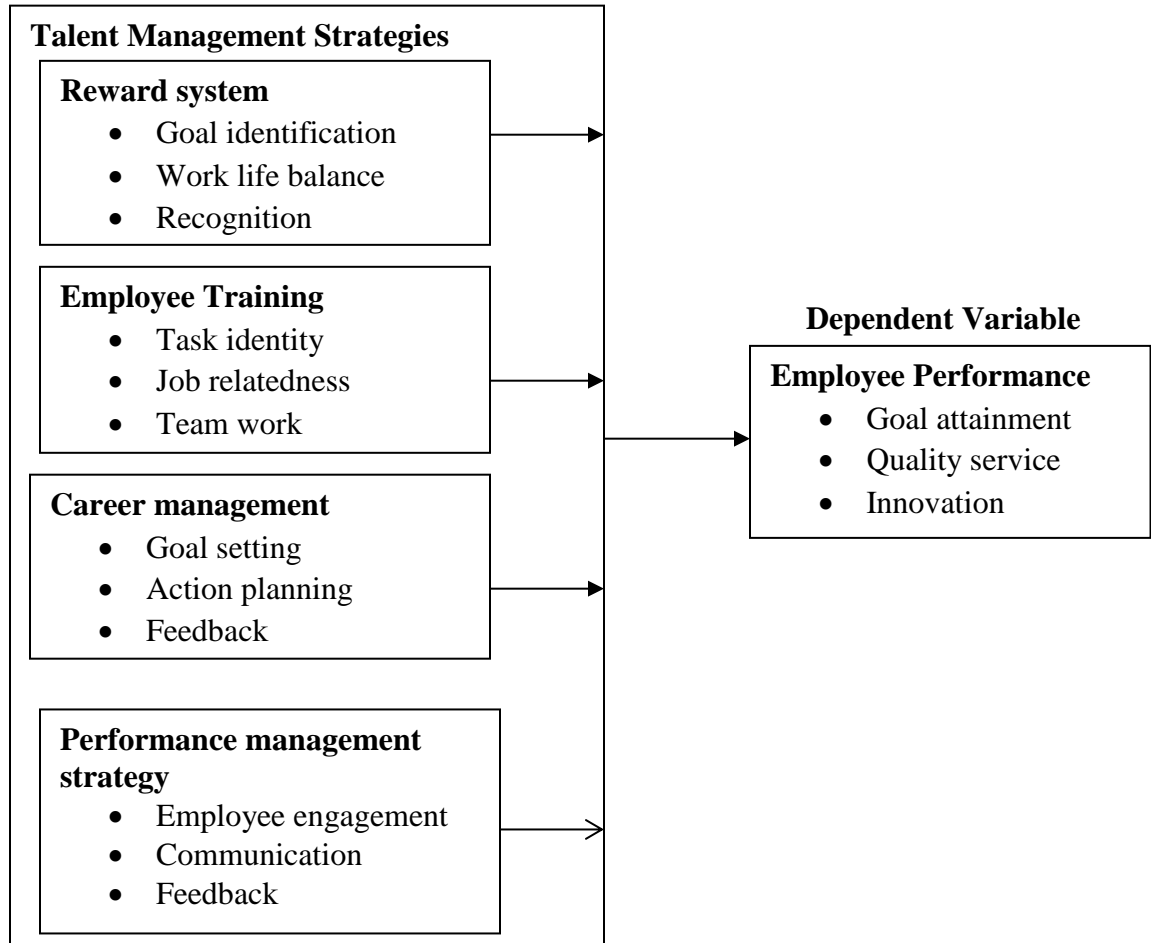 Talent Management Strategies
Reward system
• Goal identification
• Work life balance
• Recognition
Employee Training
• Task identity
• Job relatedness
• Team work
Career management
• Goal setting
• Action planning
• Feedback
Performance management
strategy
• Employee engagement
• Communication
• Feedback
Dependent Variable
Employee Performance
• Goal attainment
• Quality service
• Innovation